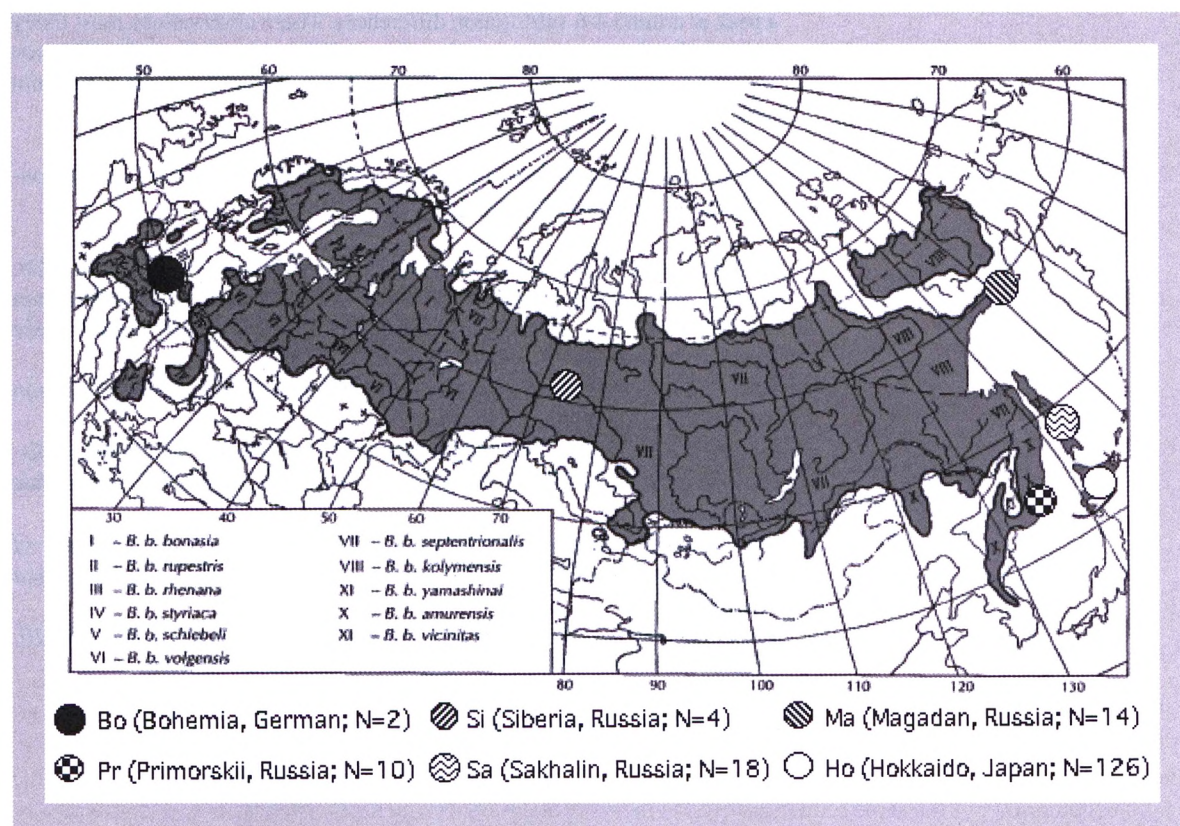 50 60 70 80 80 70 60
30 40 50 60 70
I – B. b. bonasia
II – B. b. rupestris
III – B. b. rhenana
IV – B. b. styriaca
V – B. b. schiebeli
VI – B. b. volgensis
VII – B. b. septentrionalis
VIII – B. b. kolymensis
XI – B. b. yamashinai
X – B. b. amurensis
XI – B. b. vicinitas
VII
VII
VII
VII
VII
VIII
VIII
VIII
VI
X
X
80 90 100 110 120 130
Bo (Bohemia, German; N=2) Si (Siberia, Russia; N=4) Ma (Magadan, Russia; N=14)
Pr (Primorskii, Russia; N=10) Sa (Sakhalin, Russia; N=18) Ho (Hokkaido, Japan; N=126)